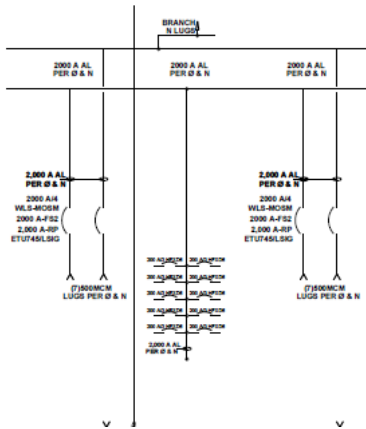 BRANCH
N LUGS
2000 A AL
PER Ø & N
2000 A AL
PER Ø & N
2000 A AL
PER Ø & N
2,000 A AL
PER Ø & N
2000 A/4
WLS-MOSM
2000 A-FS2
2,000 A-RP
ETU745/LSIG
(7)500MCM
LUGS PER Ø & N
2,000 A AL
PER Ø & N
2,000 A AL
PER Ø & N
2000 A/4
WLS-MOSM
2000 A-FS2
2,000 A-RP
ETU745/LSIG
(7)500MCM
LUGS PER Ø & N